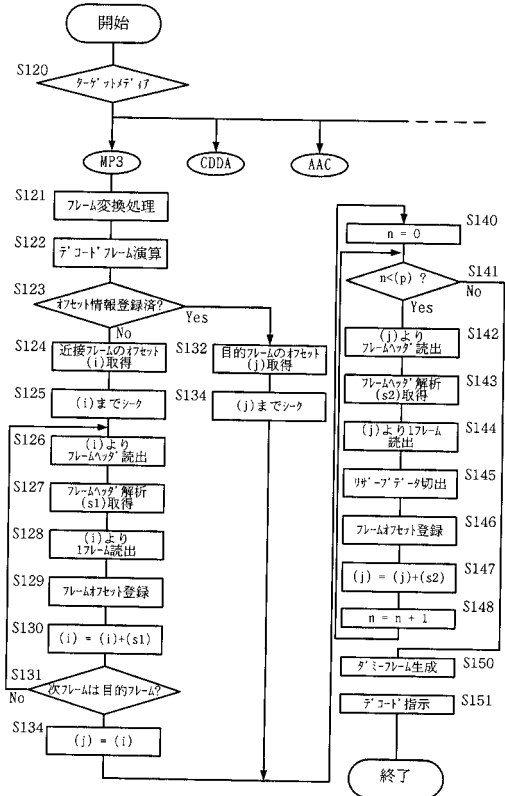 開始
S120
ターゲットメディア
MP3
CDDA
AAC
S121
フレーム変換処理
S122
デコードフレーム演算
S123
オフセット情報登録済?
Yes
No
S124
近接フレームのオフセット
(i)取得
S125
(i)までシーク
S126
(i)より
フレームヘッダ読出
S127
フレームヘッダ解析
(s1)取得
S128
(i)より
1フレーム読出
S129
フレームオフセット登録
S130
(i) = (i)+(s1)
S131
次フレームは目的フレーム?
No
S134
(j) = (i)
S132
目的フレームのオフセット
(j)取得
S134
(j)までシーク
S140
n = 0
S141
n<(p) ?
No
Yes
S142
(j)より
フレームヘッダ読出
S143
フレームヘッダ解析
(s2)取得
S144
(j)より1フレーム
読出
S145
リザーブデータ切出
S146
フレームオフセット登録
S147
(j) = (j)+(s2)
S148
n = n + 1
S150
ダミーフレーム生成
S151
デコード指示
終了